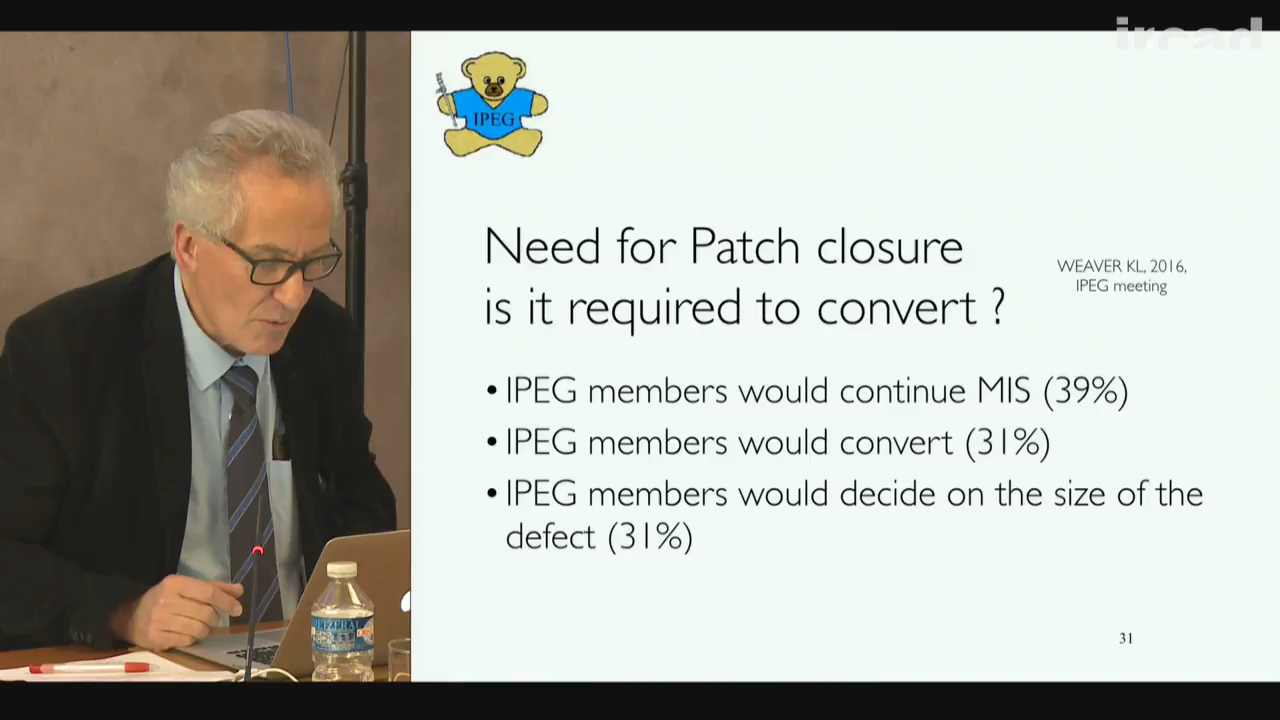 ircad
IPEG
Need for Patch closure
is it required to convert ?
WEAVER KL, 2016,
IPEG meeting
• IPEG members would continue MIS (39%)
• IPEG members would convert (31%)
• IPEG members would decide on the size of the
defect (31%)
31